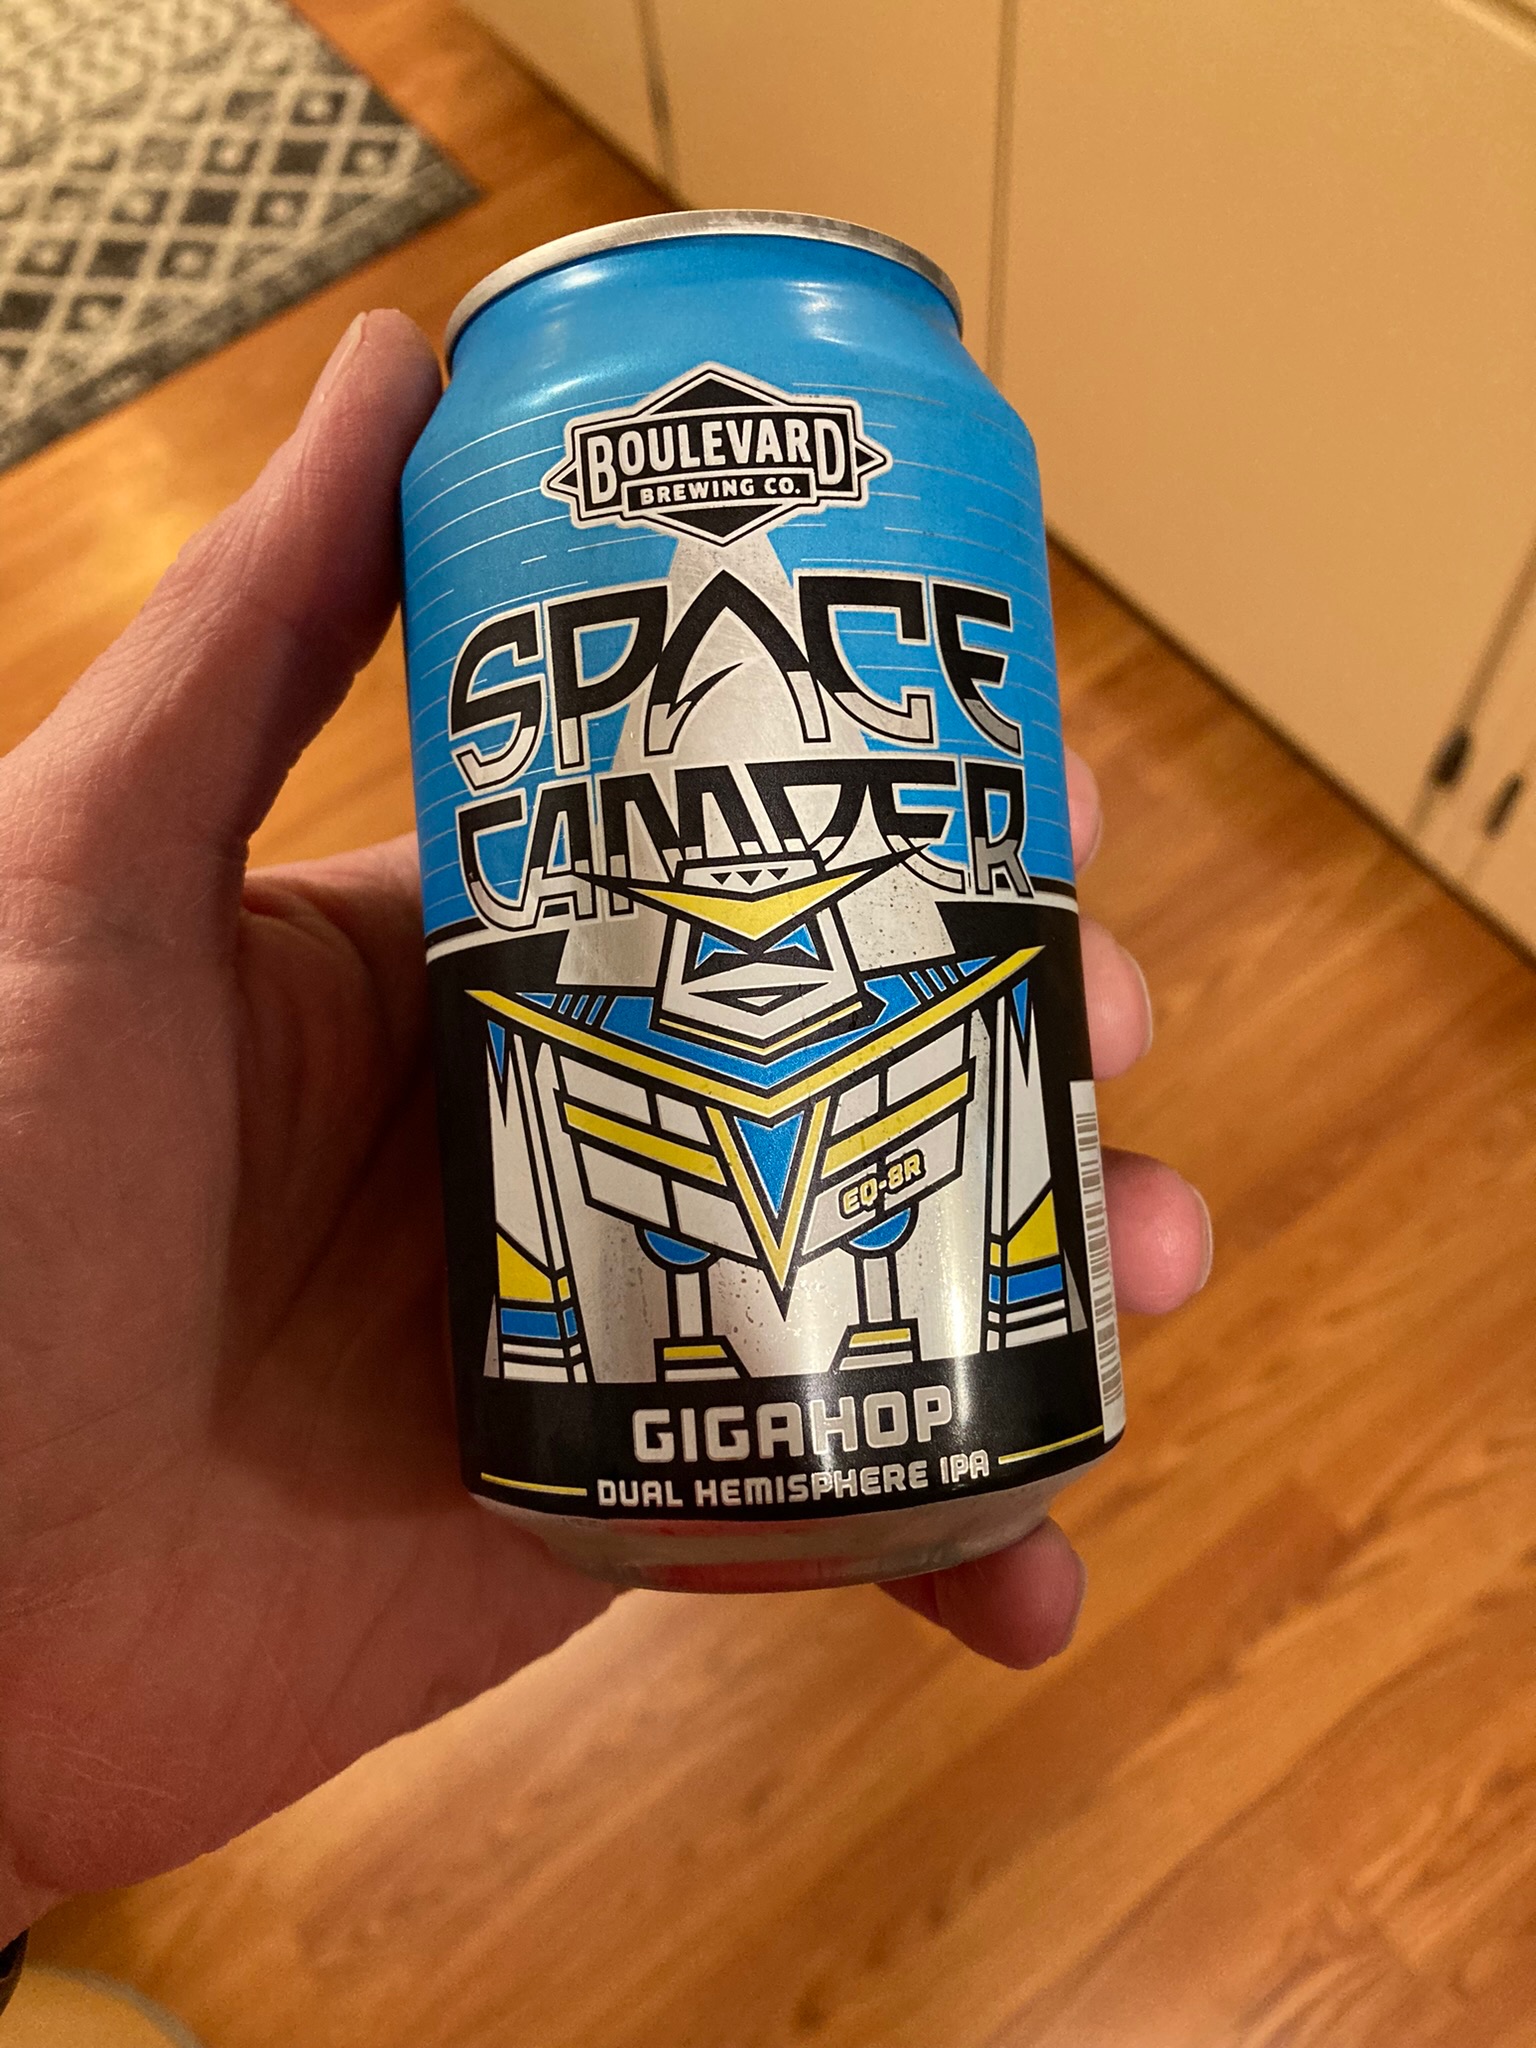 BOULEVARD
BREWING CO.
SPACE
CAMPER
EQ-8R
GIGAHOP
DUAL HEMISPHERE IPA